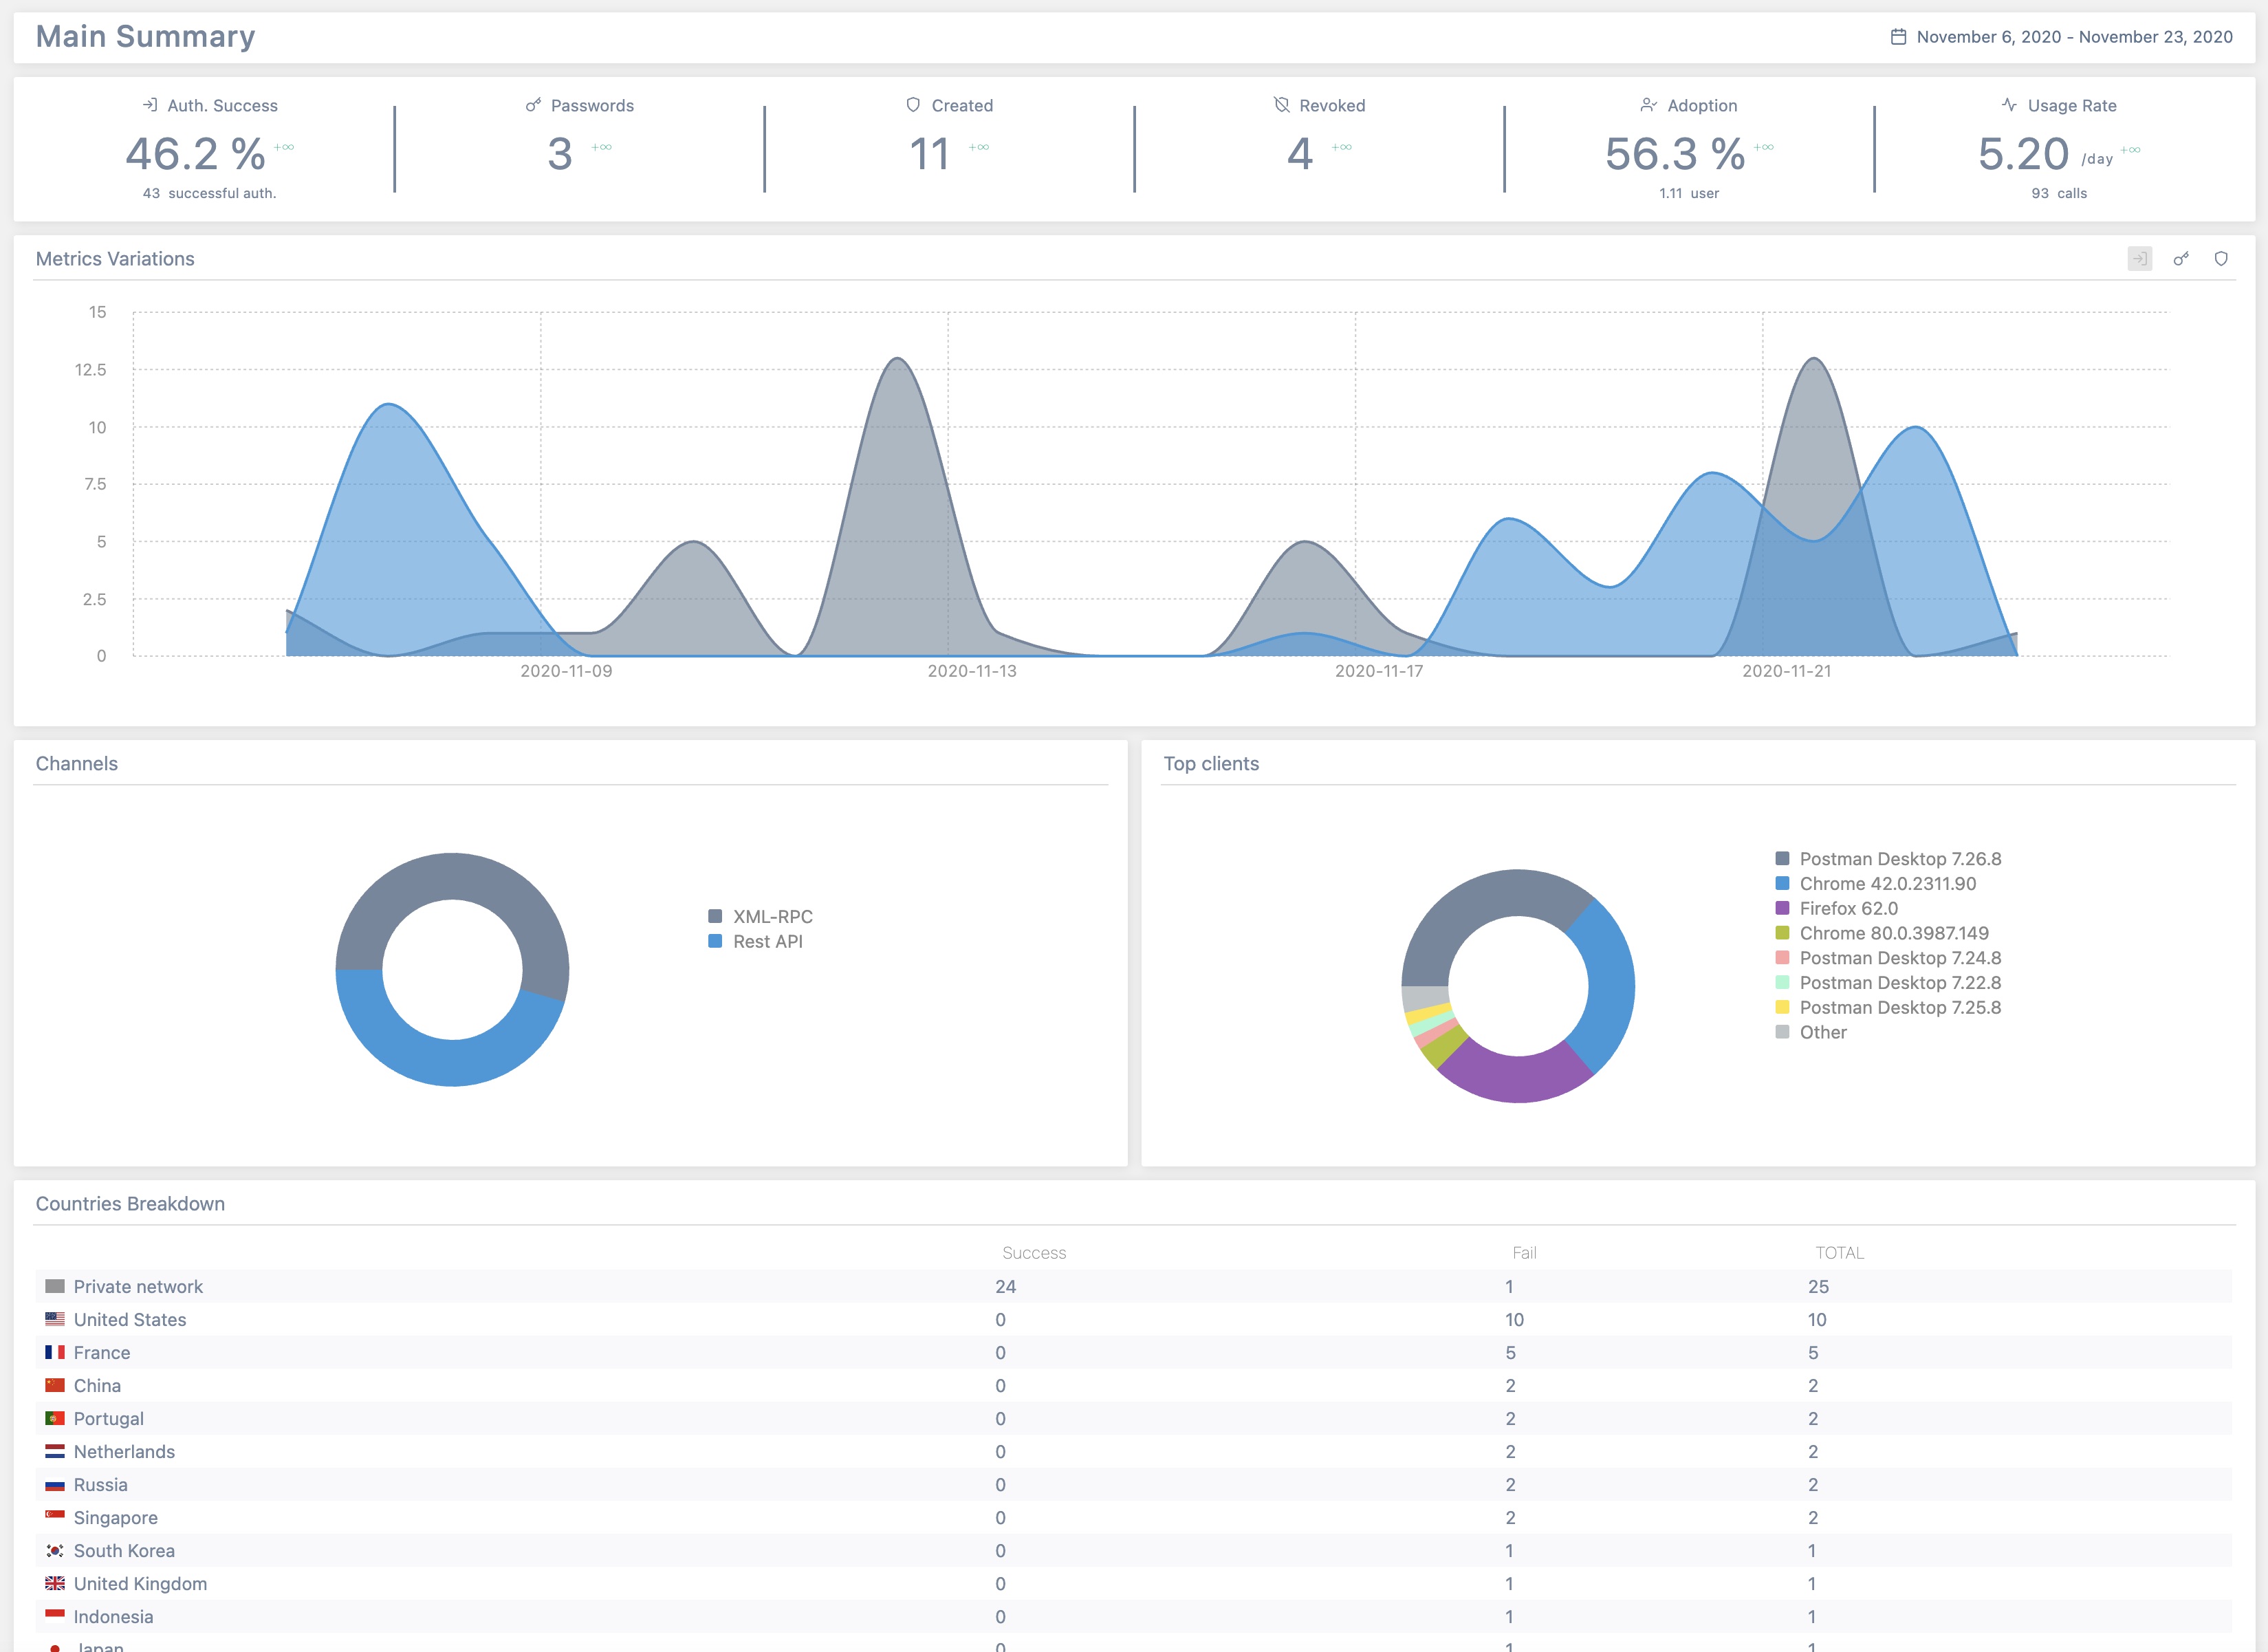 Main Summary
November 6, 2020 - November 23, 2020
Auth. Success
46.2 % +∞
43 successful auth.
Passwords
3 +∞
Created
11 +∞
Revoked
4 +∞
Adoption
56.3 % +∞
1.11 user
Usage Rate
5.20 /day +∞
93 calls
Metrics Variations
15
12.5
10
7.5
5
2.5
0
2020-11-09 2020-11-13 2020-11-17 2020-11-21
Channels
XML-RPC
Rest API
Top clients
Postman Desktop 7.26.8
Chrome 42.0.2311.90
Firefox 62.0
Chrome 80.0.3987.149
Postman Desktop 7.24.8
Postman Desktop 7.22.8
Postman Desktop 7.25.8
Other
Countries Breakdown
Success Fail TOTAL
Private network 24 1 25
United States 0 10 10
France 0 5 5
China 0 2 2
Portugal 0 2 2
Netherlands 0 2 2
Russia 0 2 2
Singapore 0 2 2
South Korea 0 1 1
United Kingdom 0 1 1
Indonesia 0 1 1
Japan 0 1 1